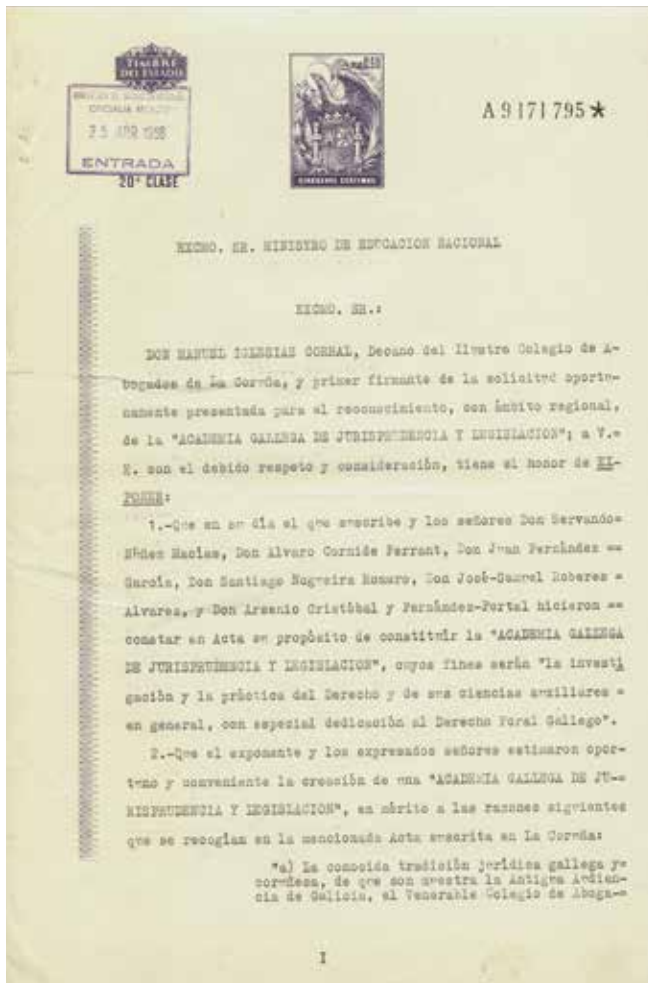 TIMBRE
DEL ESTADO
25 ABR 1958
ENTRADA
20ª CLASE
A9171795*
EXCMO. SR. MINISTRO DE EDUCACION NACIONAL
EXCMO. SR.:
DON MANUEL IGLESIAS CORRAL, Decano del Ilustre Colegio de A-
bogados de La Coruña, y primer firmante de la solicitud oportu-
namente presentada para el reconocimiento, con ámbito regional,
de la "ACADEMIA GALLEGA DE JURISPRUDENCIA Y LEGISLACION"; a V.=
E. con el debido respeto y consideración, tiene el honor de EX-
PONER:
1.-Que en su día el que suscribe y los señores Don Servando=
Núñez Macías, Don Alvaro Cornide Ferrant, Don Juan Fernández ==
García, Don Santiago Nogueira Romero, Don José-Samuel Roberes =
Alvarez, y Don Arsenio Cristóbal y Fernández-Portal hicieron ==
constar en Acta su propósito de constituír la "ACADEMIA GALLEGA
DE JURISPRUDENCIA Y LEGISLACION", cuyos fines serán "la investi
gación y la práctica del Derecho y de sus ciencias auxiliares =
en general, con especial dedicación al Derecho Foral Gallego".
2.-Que el exponente y los expresados señores estimaron opor-
tuno y conveniente la creación de una "ACADEMIA GALLEGA DE JU-=
RISPRUDENCIA Y LEGISLACION", en mérito a las razones siguientes
que se recogían en la mencionada Acta suscrita en La Coruña:
"a) La conocida tradición jurídica gallega y=
coruñesa, de que son muestra la Antigua Audien-
cia de Galicia, el Venerable Colegio de Aboga-=
I